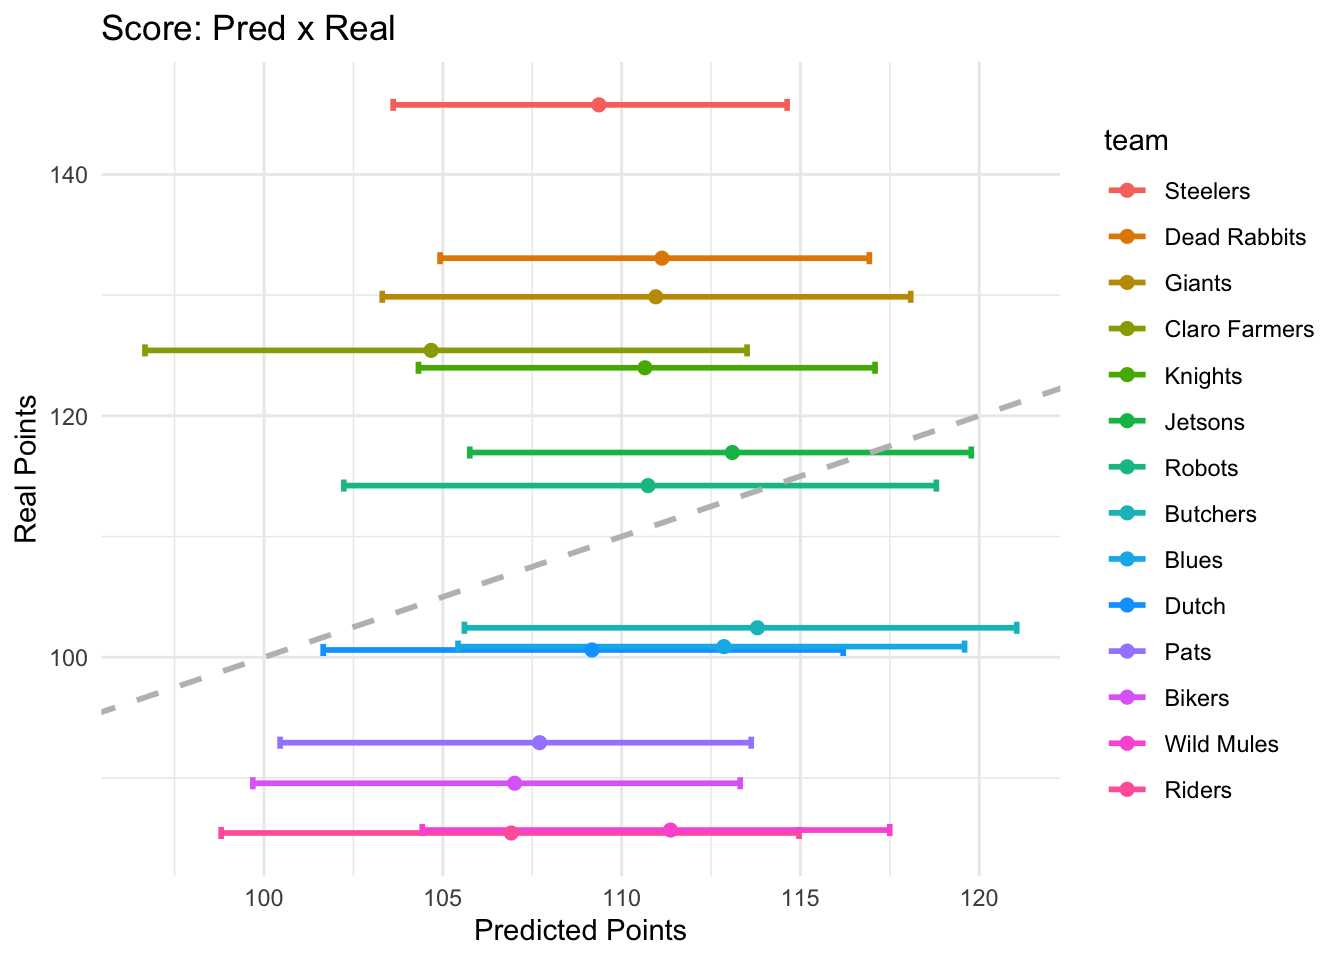 Score: Pred x Real
140
120
100
Real Points
100
105
110
115
120
Predicted Points
team
Steelers
Dead Rabbits
Giants
Claro Farmers
Knights
Jetsons
Robots
Butchers
Blues
Dutch
Pats
Bikers
Wild Mules
Riders